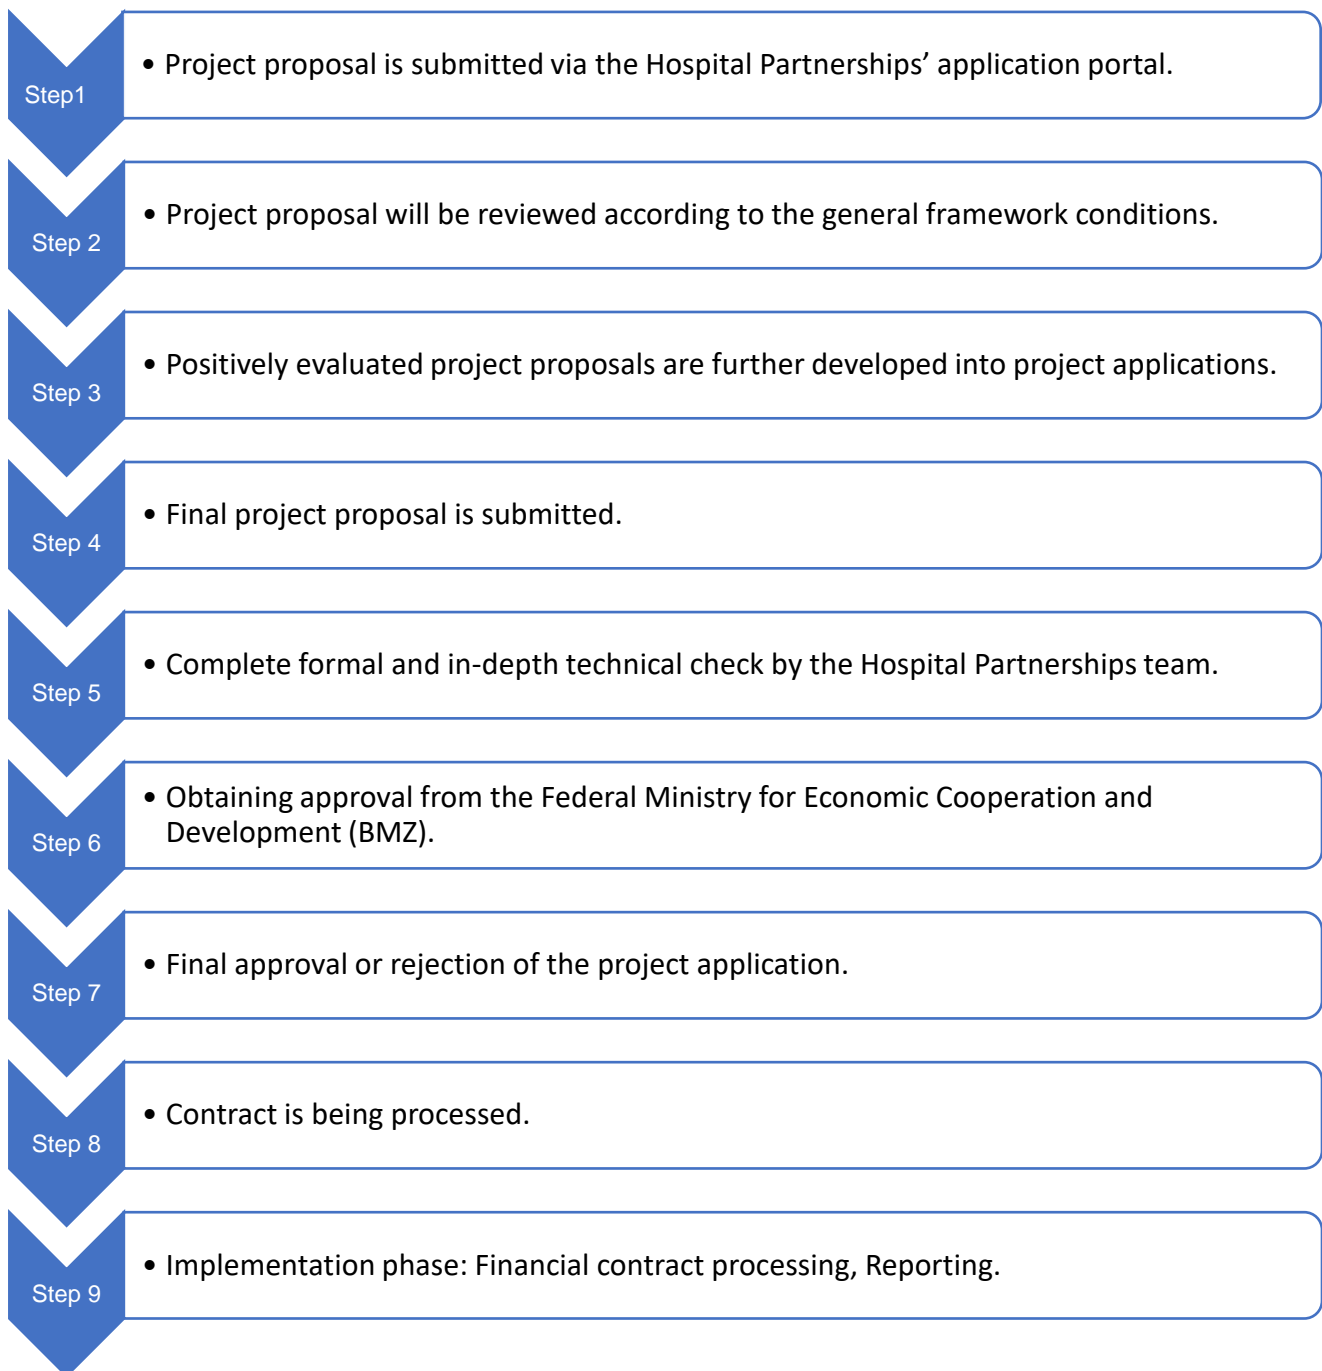 Step1
• Project proposal is submitted via the Hospital Partnerships’ application portal.
Step 2
• Project proposal will be reviewed according to the general framework conditions.
Step 3
• Positively evaluated project proposals are further developed into project applications.
Step 4
• Final project proposal is submitted.
Step 5
• Complete formal and in-depth technical check by the Hospital Partnerships team.
Step 6
• Obtaining approval from the Federal Ministry for Economic Cooperation and
Development (BMZ).
Step 7
• Final approval or rejection of the project application.
Step 8
• Contract is being processed.
Step 9
• Implementation phase: Financial contract processing, Reporting.